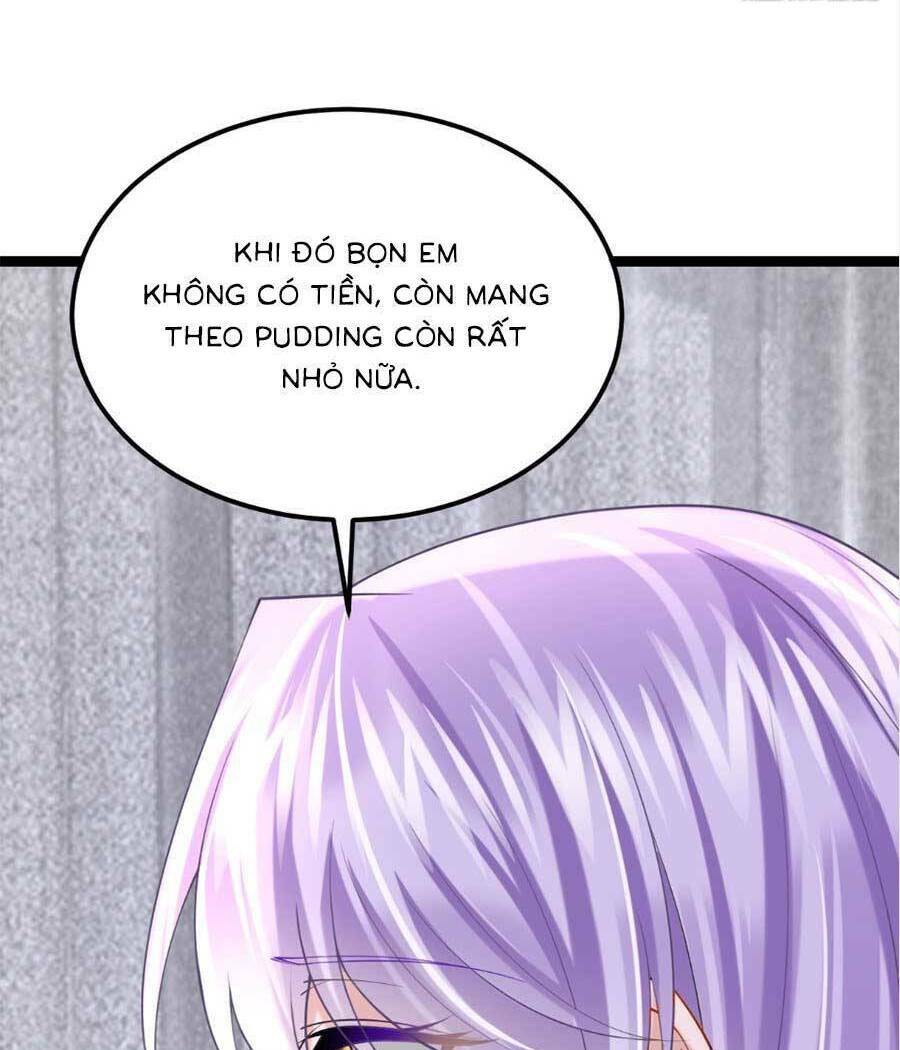 KHI ĐÓ BỌN EM
KHÔNG CÓ TIỀN, CÒN MANG
THEO PUDDING CÒN RẤT
NHỎ NỮA.